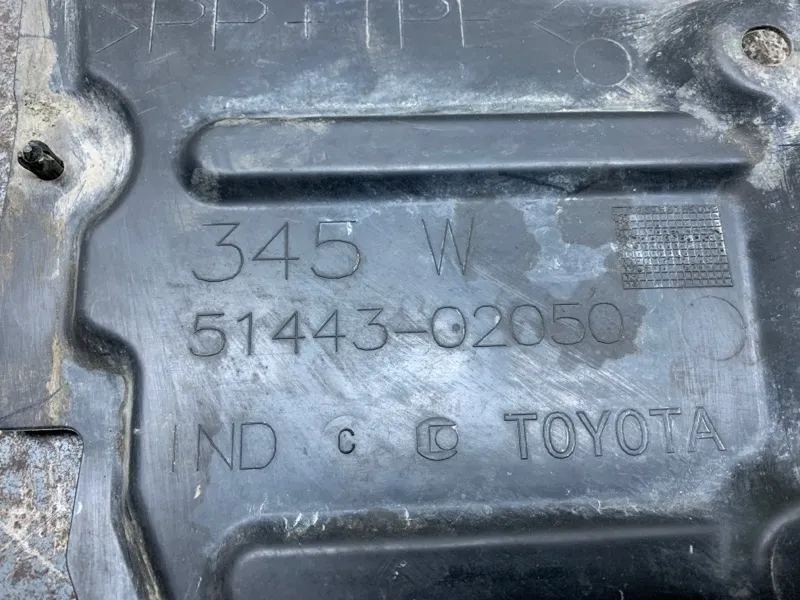 >PP+TPE<
345 W
51443-02050
IND C TOYOTA